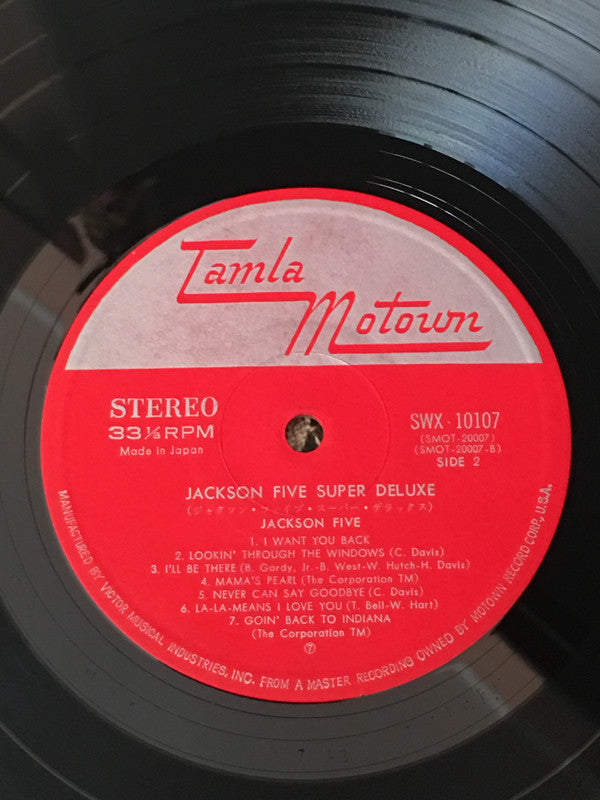 Tamla
Motown
STEREO
33⅓RPM
Made in Japan
SWX-10107
(SMOT-20007)
(SMOT-20007-B)
SIDE 2
JACKSON FIVE SUPER DELUXE
(ジャクソン・ファイブ・スーパー・デラックス)
JACKSON FIVE
1. I WANT YOU BACK
2. LOOKIN' THROUGH THE WINDOWS (C. Davis)
3. I'LL BE THERE (B. Gordy, Jr.-B. West-W. Hutch-H. Davis)
4. MAMA'S PEARL (The Corporation TM)
5. NEVER CAN SAY GOODBYE (C. Davis)
6. LA-LA-MEANS I LOVE YOU (T. Bell-W. Hart)
7. GOIN' BACK TO INDIANA
(The Corporation TM)
⑦
MANUFACTURED BY VICTOR MUSICAL INDUSTRIES, INC. FROM A MASTER RECORDING OWNED BY MOTOWN RECORD CORP., U.S.A.